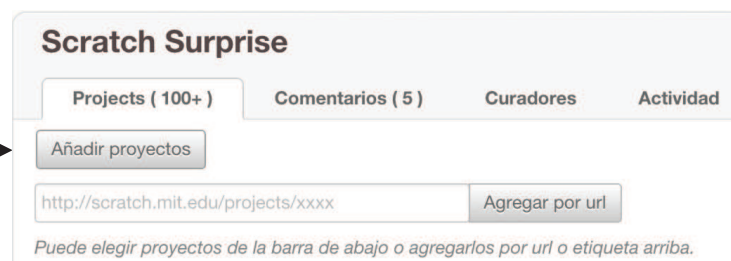 Scratch Surprise
Projects ( 100+ ) Comentarios ( 5 ) Curadores Actividad
Añadir proyectos
http://scratch.mit.edu/projects/xxxx Agregar por url
Puede elegir proyectos de la barra de abajo o agregarlos por url o etiqueta arriba.